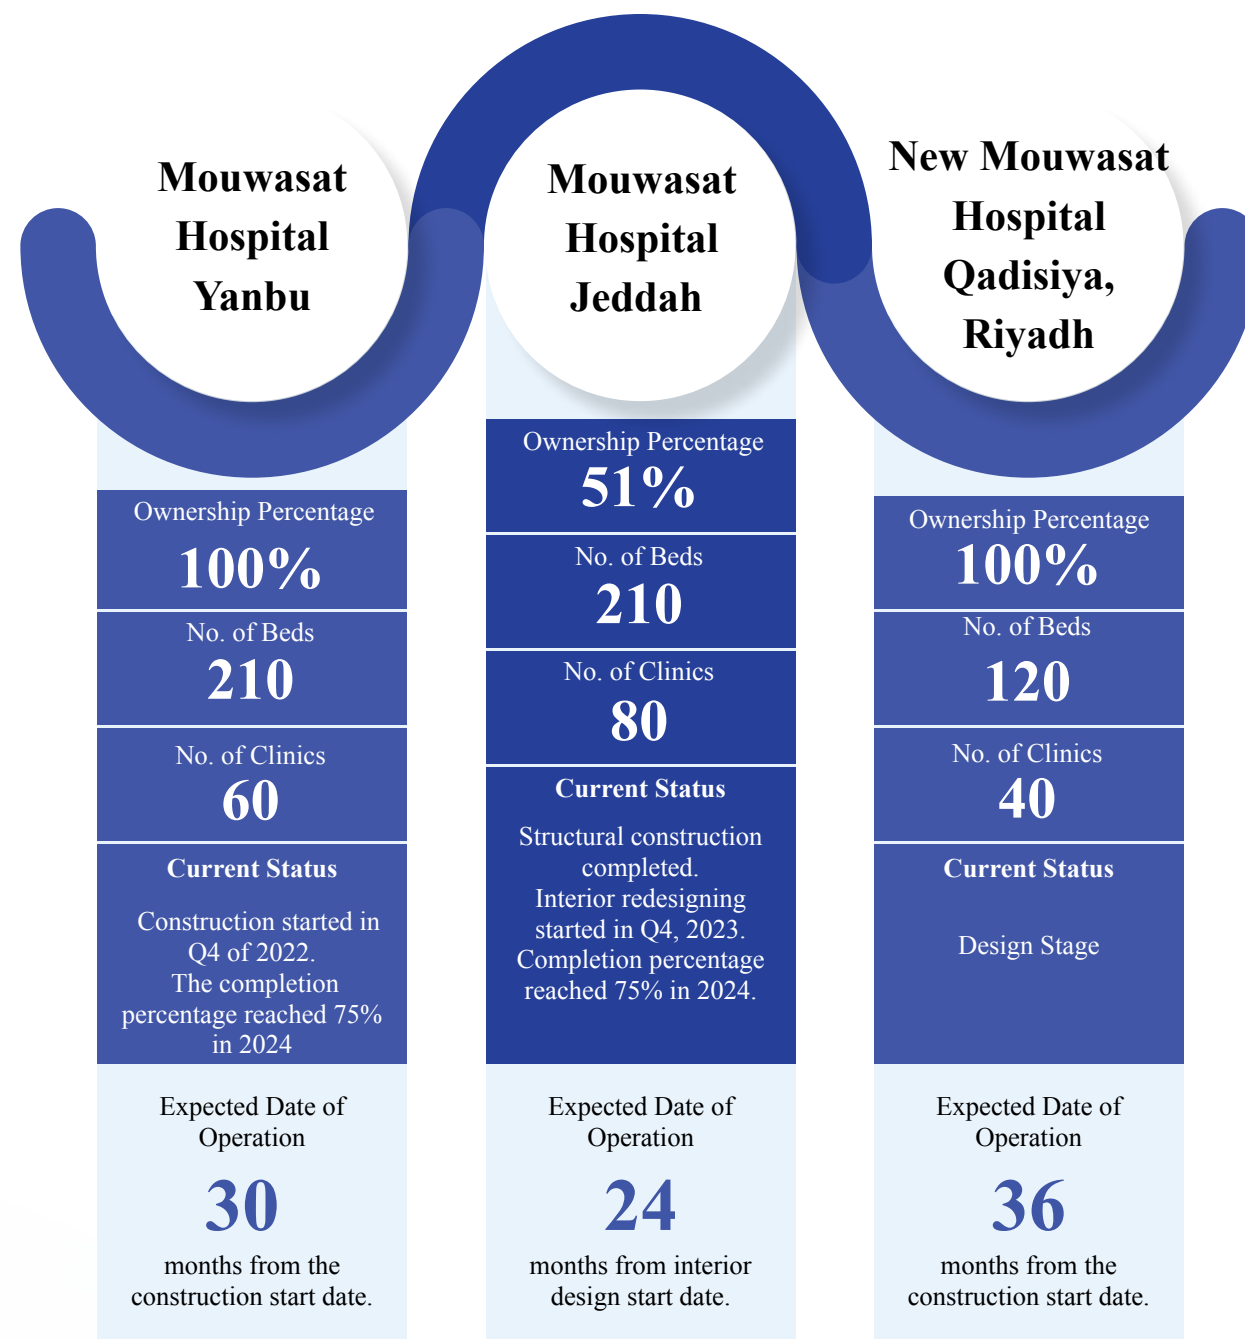 Mouwasat
Hospital
Yanbu
Ownership Percentage
100%
No. of Beds
210
No. of Clinics
60
Current Status
Construction started in
Q4 of 2022.
The completion
percentage reached 75%
in 2024
Expected Date of
Operation
30
months from the
construction start date.
Mouwasat
Hospital
Jeddah
Ownership Percentage
51%
No. of Beds
210
No. of Clinics
80
Current Status
Structural construction
completed.
Interior redesigning
started in Q4, 2023.
Completion percentage
reached 75% in 2024.
Expected Date of
Operation
24
months from interior
design start date.
New Mouwasat
Hospital
Qadisiya,
Riyadh
Ownership Percentage
100%
No. of Beds
120
No. of Clinics
40
Current Status
Design Stage
Expected Date of
Operation
36
months from the
construction start date.